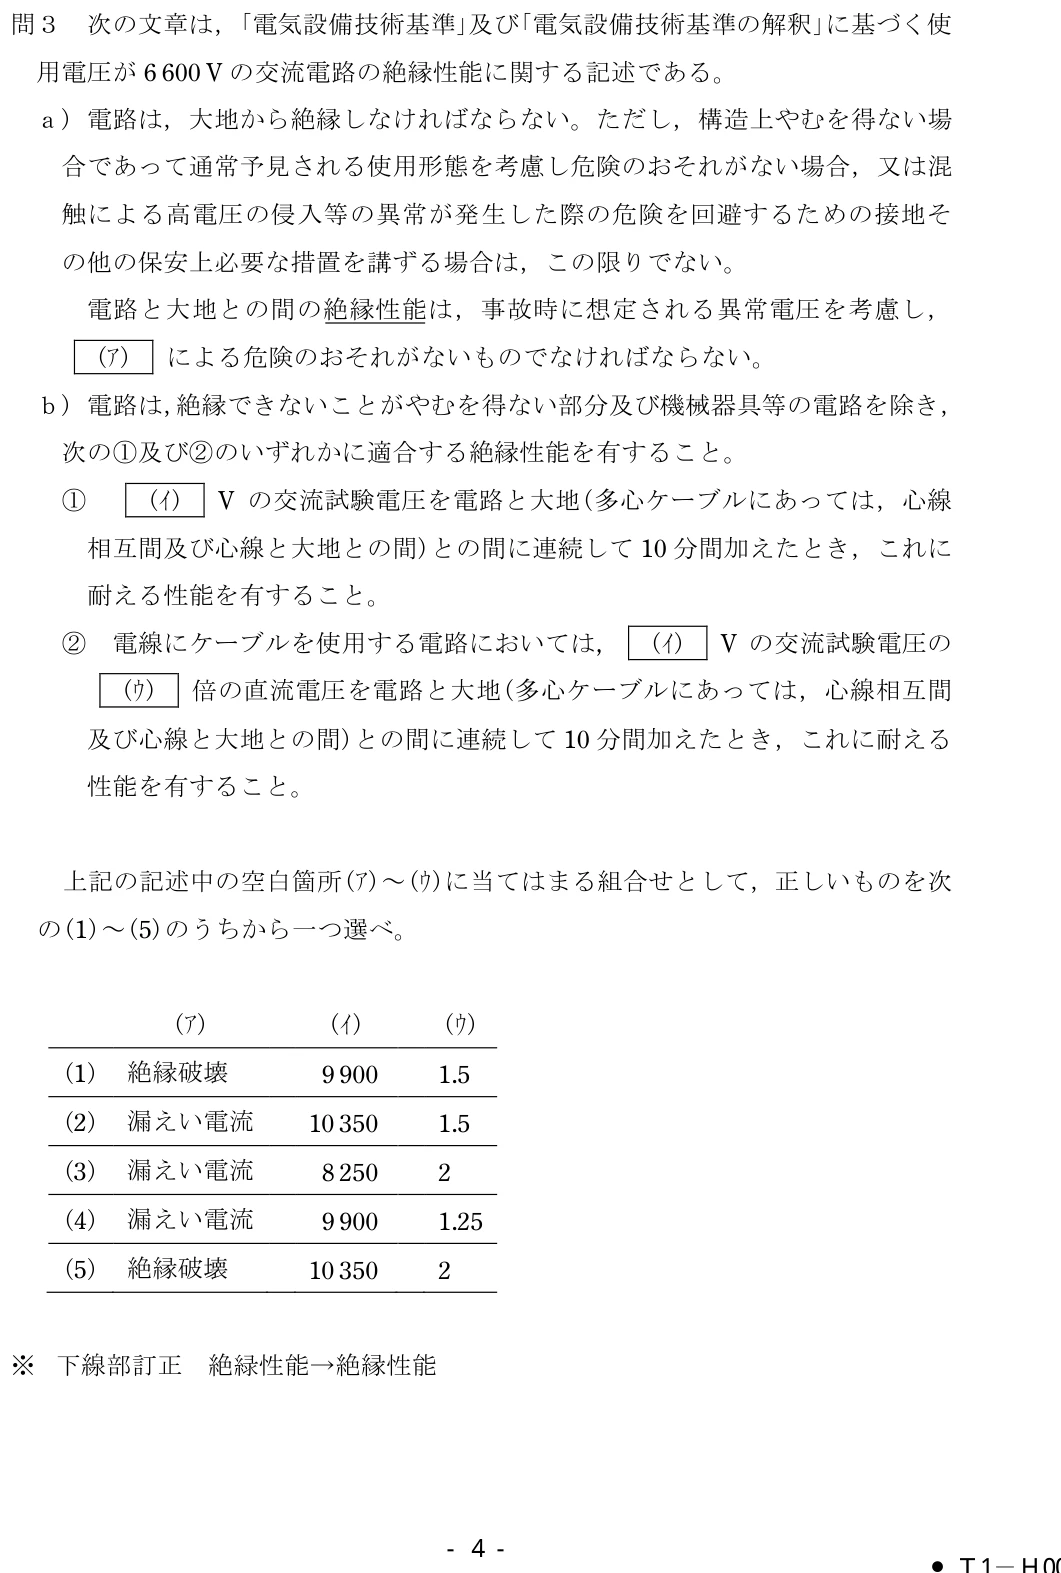 問３　次の文章は，「電気設備技術基準」及び「電気設備技術基準の解釈」に基づく使
用電圧が 6 600 V の交流電路の絶縁性能に関する記述である。
ａ）電路は，大地から絶縁しなければならない。ただし，構造上やむを得ない場
合であって通常予見される使用形態を考慮し危険のおそれがない場合，又は混
触による高電圧の侵入等の異常が発生した際の危険を回避するための接地そ
の他の保安上必要な措置を講ずる場合は，この限りでない。
電路と大地との間の絶縁性能は，事故時に想定される異常電圧を考慮し，
(ｱ) による危険のおそれがないものでなければならない。
ｂ）電路は，絶縁できないことがやむを得ない部分及び機械器具等の電路を除き，
次の①及び②のいずれかに適合する絶縁性能を有すること。
①　(ｲ) V の交流試験電圧を電路と大地(多心ケーブルにあっては，心線
相互間及び心線と大地との間)との間に連続して 10 分間加えたとき，これに
耐える性能を有すること。
②　電線にケーブルを使用する電路においては， (ｲ) V の交流試験電圧の
(ｳ) 倍の直流電圧を電路と大地(多心ケーブルにあっては，心線相互間
及び心線と大地との間)との間に連続して 10 分間加えたとき，これに耐える
性能を有すること。
上記の記述中の空白箇所(ｱ)～(ｳ)に当てはまる組合せとして，正しいものを次
の(1)～(5)のうちから一つ選べ。
(ｱ) (ｲ) (ｳ)
(1) 絶縁破壊 9 900 1.5
(2) 漏えい電流 10 350 1.5
(3) 漏えい電流 8 250 2
(4) 漏えい電流 9 900 1.25
(5) 絶縁破壊 10 350 2
※　下線部訂正　絶緑性能→絶縁性能
- 4 -
● T1－H00